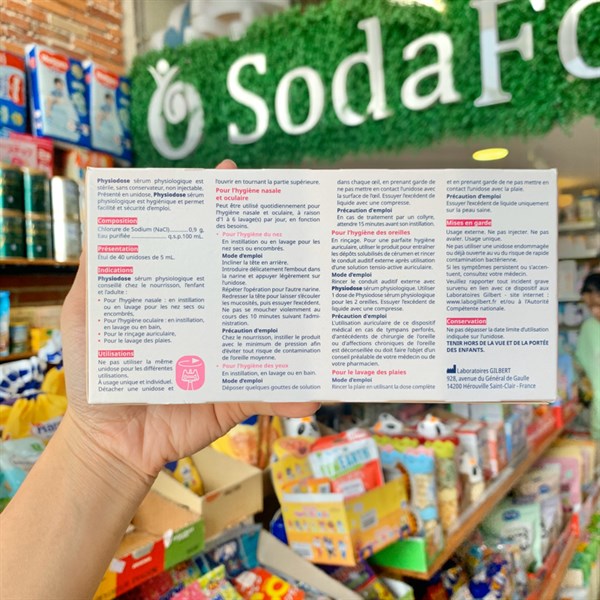 SodaFo
Physiodose sérum physiologique est
stérile, sans conservateur, non injectable.
Présenté en unidose, Physiodose sérum
physiologique est hygiénique et permet
facilité et sécurité d'emploi.
Composition
Chlorure de Sodium (NaCl)..........0,9 g.
Eau purifiée....................q.s.p.100 mL.
Présentation
Étui de 40 unidoses de 5 mL.
Indications
Physiodose sérum physiologique est
conseillé chez le nourrisson, l'enfant
et l'adulte :
• Pour l'hygiène nasale : en instillation
ou en lavage pour les nez secs ou
encombrés,
• Pour l'hygiène oculaire : en instillation,
en lavage ou en bain,
• Pour le rinçage auriculaire,
• Pour le lavage des plaies.
Utilisations
Ne pas utiliser la même
unidose pour les différentes
utilisations.
À usage unique et individuel.
Détacher une unidose et
l'ouvrir en tournant la partie supérieure.
Pour l'hygiène nasale
et oculaire
Peut être utilisé quotidiennement pour
l'hygiène nasale et oculaire, à raison
d'1 à 6 lavage(s) par jour, en fonction
des besoins.
• Pour l'hygiène du nez
En instillation ou en lavage pour les
nez secs ou encombrés.
Mode d'emploi
Incliner la tête en arrière.
Introduire délicatement l'embout dans
la narine et appuyer légèrement sur
l'unidose.
Répéter l'opération pour l'autre narine.
Redresser la tête pour laisser s'écouler
les mucosités, puis essuyer l'excédent.
Ne pas se moucher violemment au
cours des 10 minutes suivant l'admi-
nistration.
Précaution d'emploi
Chez le nourrisson, instiller le produit
avec le minimum de pression afin
d'éviter tout risque de contamination
de l'oreille moyenne.
• Pour l'hygiène des yeux
En instillation, en lavage ou en bain.
Mode d'emploi
Déposer quelques gouttes de solution
dans chaque œil, en prenant garde de
ne pas mettre en contact l'unidose avec
la surface de l'œil. Essuyez l'excédent de
liquide avec une compresse.
Précaution d'emploi
En cas de traitement par un collyre,
attendre 15 minutes avant son instillation.
Pour l'hygiène des oreilles
En rinçage. Pour une parfaite hygiène
auriculaire, utiliser le produit pour entraîner
les dépôts solubilisés de cérumen et rincer
le conduit auditif externe après utilisation
d'une solution tensio-active auriculaire.
Mode d'emploi
Rincer le conduit auditif externe avec
Physiodose sérum physiologique. Utiliser
1 dose de Physiodose sérum physiologique
pour les 2 oreilles. Essuyez l'excédent de
liquide avec une compresse.
Précaution d'emploi
L'utilisation auriculaire de ce dispositif
médical en cas de tympans perforés,
d'antécédents de chirurgie de l'oreille
ou d'affections chroniques de l'oreille
est déconseillée ou doit faire l'objet d'un
conseil préalable de votre médecin ou de
votre pharmacien.
Pour le lavage des plaies
Mode d'emploi
Rincer la plaie en utilisant la dose complète
et en prenant garde de ne pas mettre en
contact l'unidose avec la plaie.
Précaution d'emploi
Essuyez l'excédent de liquide uniquement
sur la peau saine.
Mises en garde
Usage externe. Ne pas injecter. Ne pas
avaler. Usage unique.
Ne pas utiliser une unidose endommagée
ou déjà ouverte au vu du risque de rapide
contamination bactérienne.
Si les symptômes persistent ou s'accen-
tuent, consultez votre médecin.
Veuillez rapporter tout incident grave
survenu en lien avec ce dispositif aux
Laboratoires Gilbert - site internet :
www.labogilbert.fr et/ou à l'Autorité
Compétente nationale.
Conservation
Ne pas dépasser la date limite d'utilisation
indiquée sur l'unidose.
TENIR HORS DE LA VUE ET DE LA PORTÉE
DES ENFANTS.
Laboratoires GILBERT
928, avenue du Général de Gaulle
14200 Hérouville Saint-Clair - France